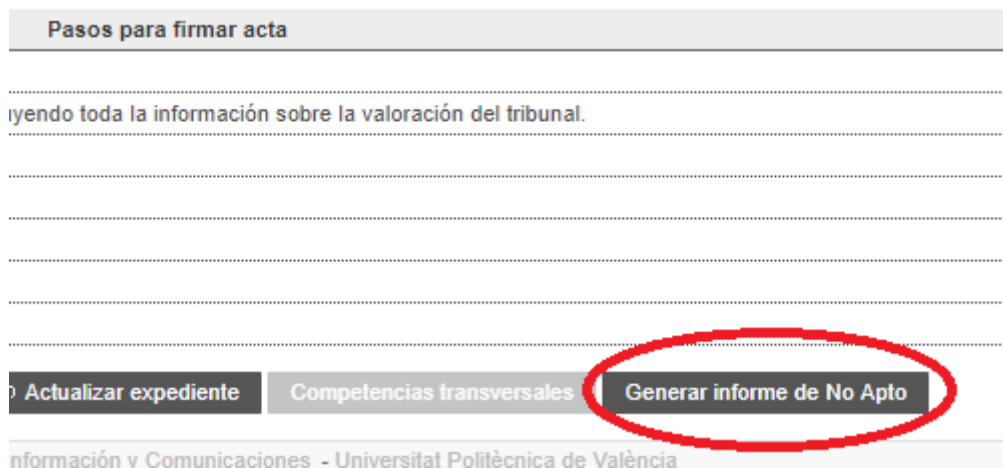 Pasos para firmar acta
yendo toda la información sobre la valoración del tribunal.
Actualizar expediente Competencias transversales Generar informe de No Apto
nformación y Comunicaciones - Universitat Politècnica de València